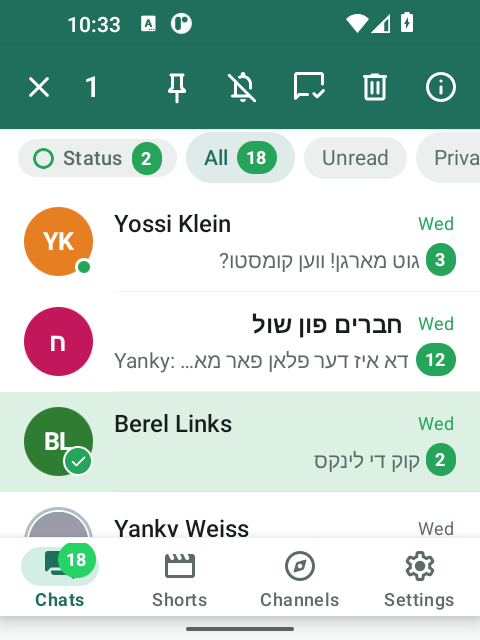 10:33
1
Status 2
All 18
Unread
Priva
YK
Yossi Klein
Wed
גוט מארגן! ווען קומסטו?
3
ח
חברים פון שול
Wed
Yanky: דא איז דער פלאן פאר מא...
12
BL
Berel Links
Wed
קוק די לינקס
2
Yanky Weiss
Wed
18
Chats
Shorts
Channels
Settings